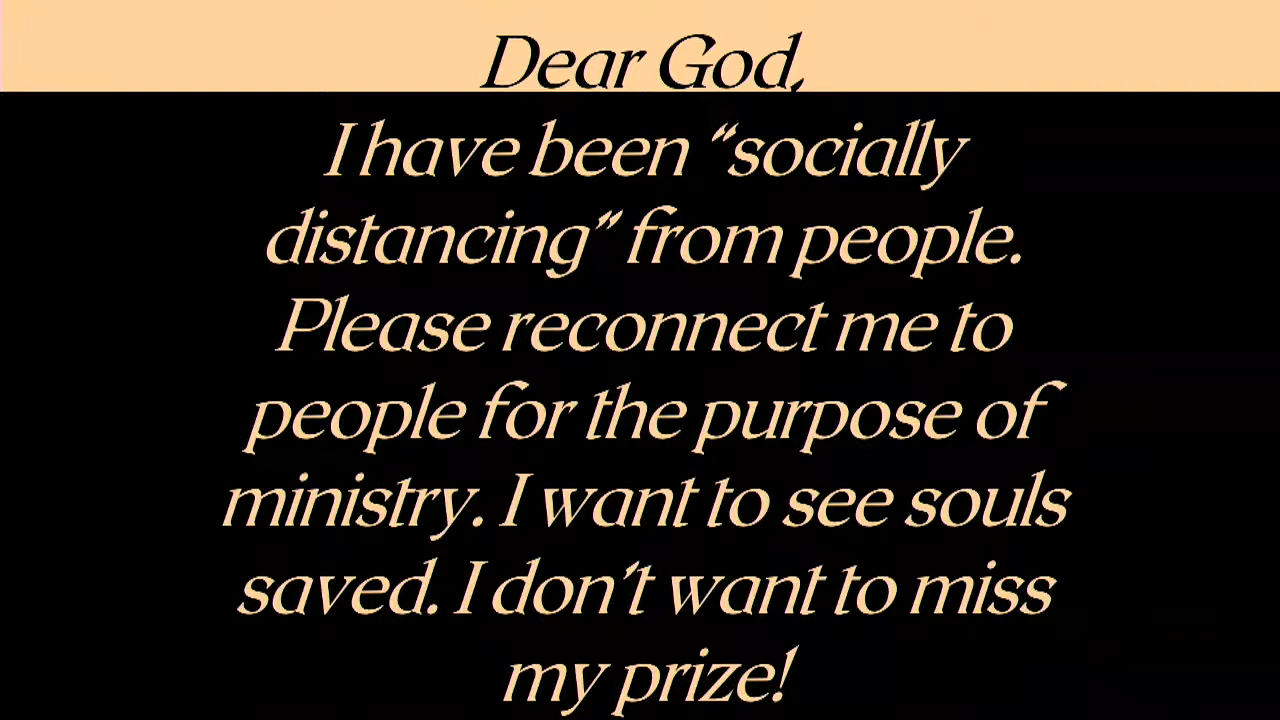 Dear God,
I have been “socially
distancing” from people.
Please reconnect me to
people for the purpose of
ministry. I want to see souls
saved. I don’t want to miss
my prize!